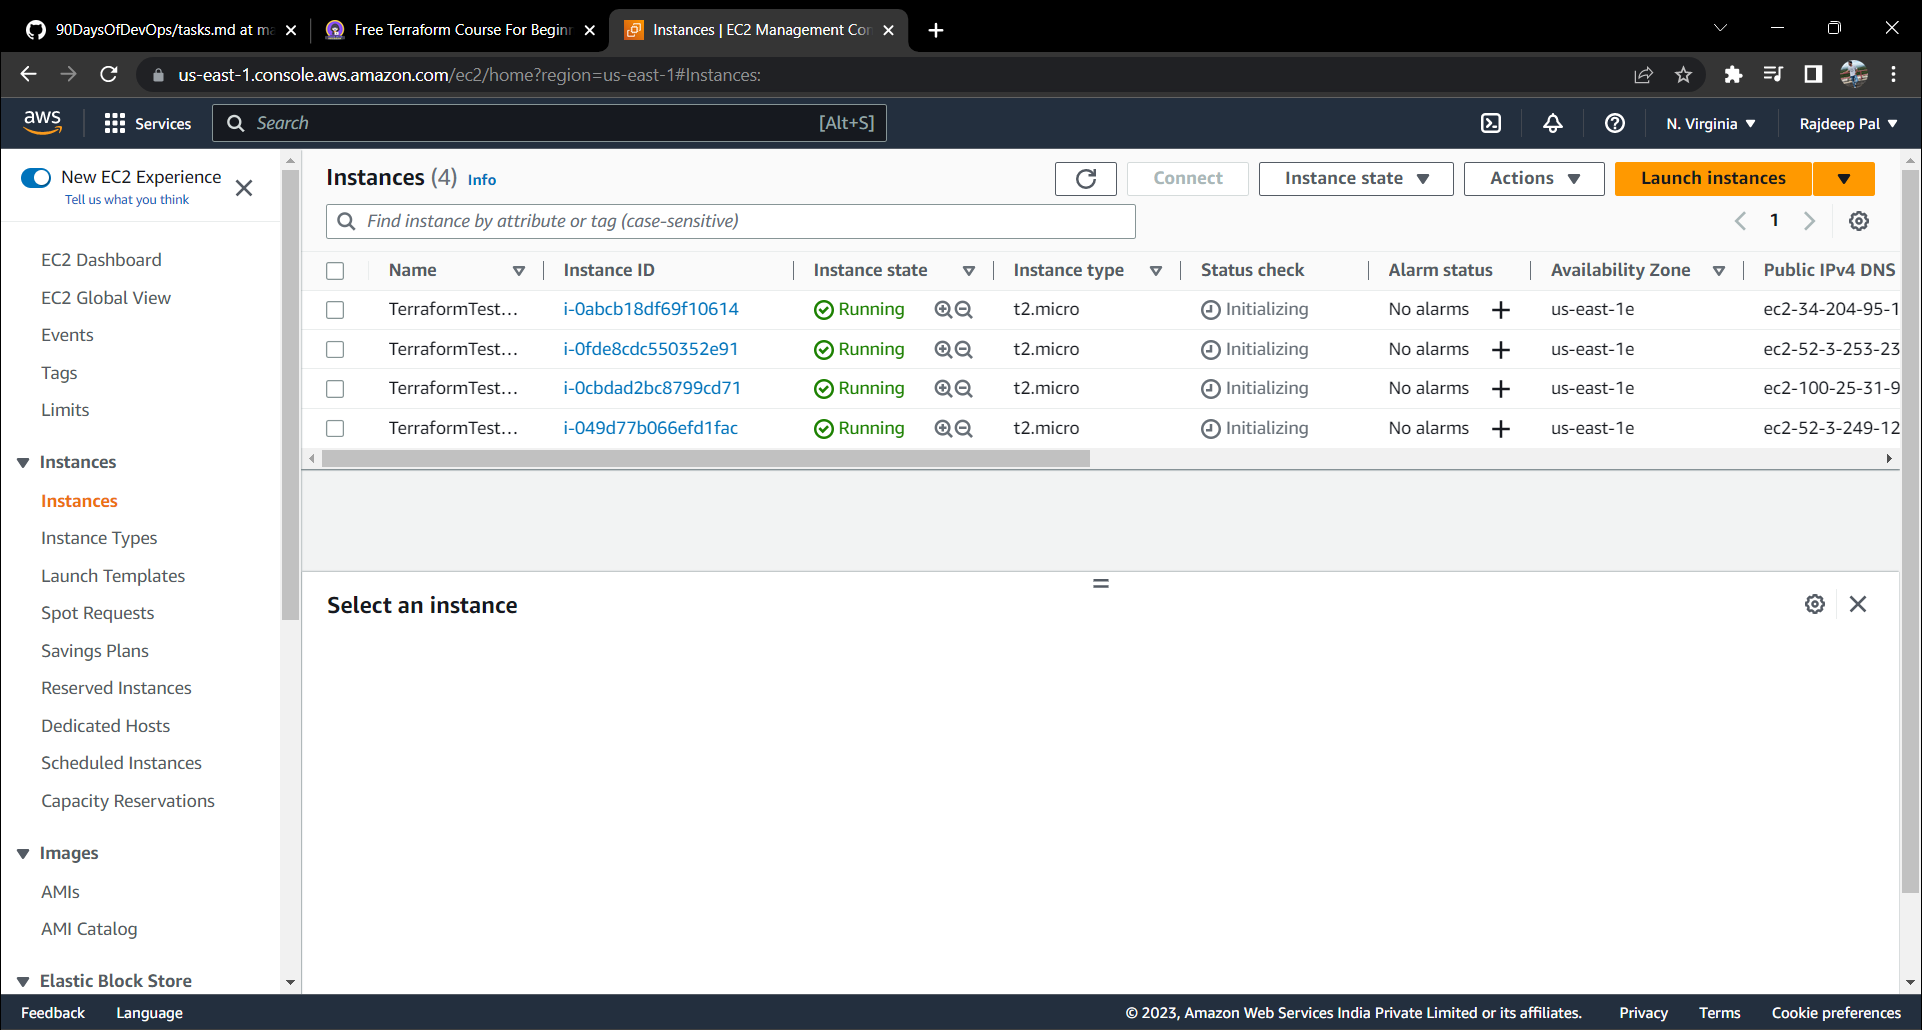 90DaysOfDevOps/tasks.md at ma
Free Terraform Course For Beginn
Instances | EC2 Management Con
us-east-1.console.aws.amazon.com/ec2/home?region=us-east-1#Instances:
aws
Services
Search
[Alt+S]
N. Virginia ▼
Rajdeep Pal ▼
New EC2 Experience
Tell us what you think
EC2 Dashboard
EC2 Global View
Events
Tags
Limits
Instances
Instances
Instance Types
Launch Templates
Spot Requests
Savings Plans
Reserved Instances
Dedicated Hosts
Scheduled Instances
Capacity Reservations
Images
AMIs
AMI Catalog
Elastic Block Store
Instances (4) Info
Connect
Instance state
Actions
Launch instances
Find instance by attribute or tag (case-sensitive)
1
Name Instance ID Instance state Instance type Status check Alarm status Availability Zone Public IPv4 DNS
TerraformTest... i-0abcb18df69f10614 Running t2.micro Initializing No alarms + us-east-1e ec2-34-204-95-1
TerraformTest... i-0fde8cdc550352e91 Running t2.micro Initializing No alarms + us-east-1e ec2-52-3-253-23
TerraformTest... i-0cbdad2bc8799cd71 Running t2.micro Initializing No alarms + us-east-1e ec2-100-25-31-9
TerraformTest... i-049d77b066efd1fac Running t2.micro Initializing No alarms + us-east-1e ec2-52-3-249-12
Select an instance
Feedback
Language
© 2023, Amazon Web Services India Private Limited or its affiliates.
Privacy
Terms
Cookie preferences